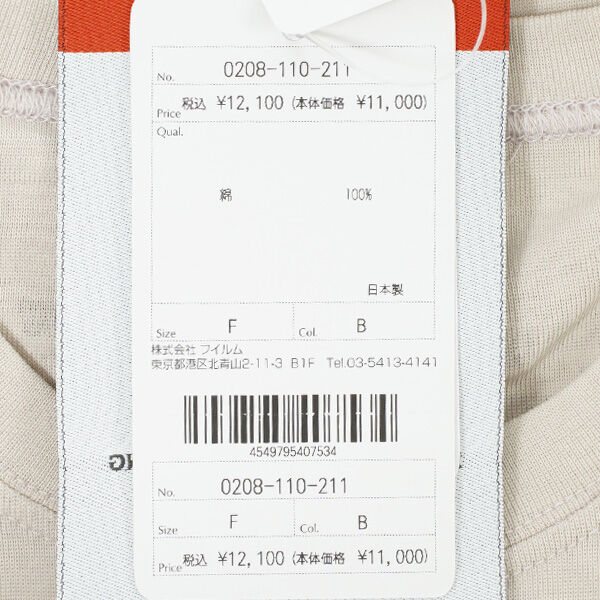 No. 0208-110-211
Price 税込 ¥12,100 (本体価格 ¥11,000)
Qual.
綿 100%
日本製
Size F Col. B
株式会社 フイルム
東京都港区北青山2-11-3 B1F Tel.03-5413-4141
4549795407534
No. 0208-110-211
Size F Col. B
Price 税込 ¥12,100 (本体価格 ¥11,000)